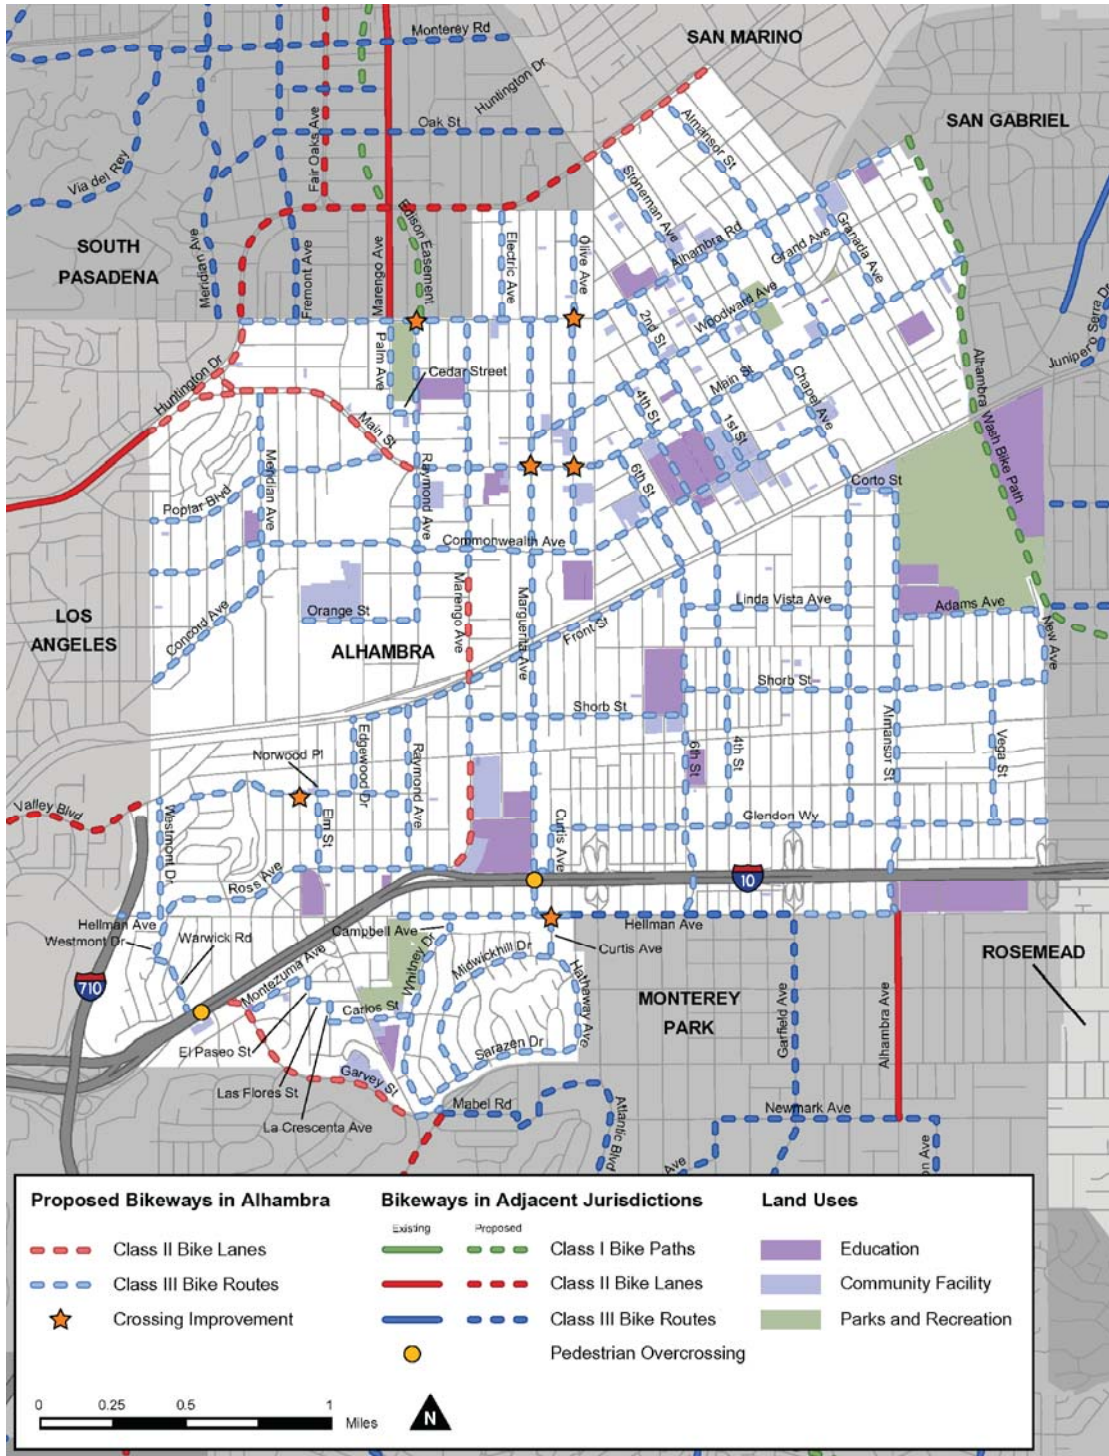 Monterey Rd
SAN MARINO
Huntington Dr
Oak St
Fair Oaks Ave
Almansor St
SAN GABRIEL
Via del Rey
Stoneman Ave
Edison Easement
SOUTH
PASADENA
Meridian Ave
Fremont Ave
Marengo Ave
Electric Ave
Olive Ave
Alhambra Rd
Grand Ave
Granada Ave
Woodward Ave
2nd St
Junipero Serra Dr
Palm Ave
Cedar Street
Huntington Dr
Main St
Main St
Chapel Ave
4th St
1st St
Alhambra Wash Bike Path
Meridian Ave
Raymond Ave
6th St
Corto St
Poplar Blvd
Commonwealth Ave
Marengo Ave
Marguerita Ave
Linda Vista Ave
Adams Ave
Orange St
Concord Ave
LOS
ANGELES
ALHAMBRA
Front St
New Ave
Shorb St
Shorb St
Norwood Pl
Edgewood Dr
Raymond Ave
6th St
4th St
Almansor St
Vega St
Valley Blvd
Westmont Dr
Elm St
Curtis Ave
Glendon Wy
Ross Ave
10
Hellman Ave
Campbell Ave
Hellman Ave
Westmont Dr
Warwick Rd
Curtis Ave
Whitney Dr
Midwickhill Dr
ROSEMEAD
710
Montezuma Ave
Hathaway Ave
MONTEREY
PARK
Garfield Ave
Alhambra Ave
Carlos St
El Paseo St
Sarazen Dr
Garvey St
Las Flores St
La Crescenta Ave
Mabel Rd
Atlantic Blvd
Newmark Ave
Ave
on Ave
Proposed Bikeways in Alhambra
Class II Bike Lanes
Class III Bike Routes
Crossing Improvement
Bikeways in Adjacent Jurisdictions
Existing Proposed
Class I Bike Paths
Class II Bike Lanes
Class III Bike Routes
Pedestrian Overcrossing
Land Uses
Education
Community Facility
Parks and Recreation
0 0.25 0.5 1
Miles
N